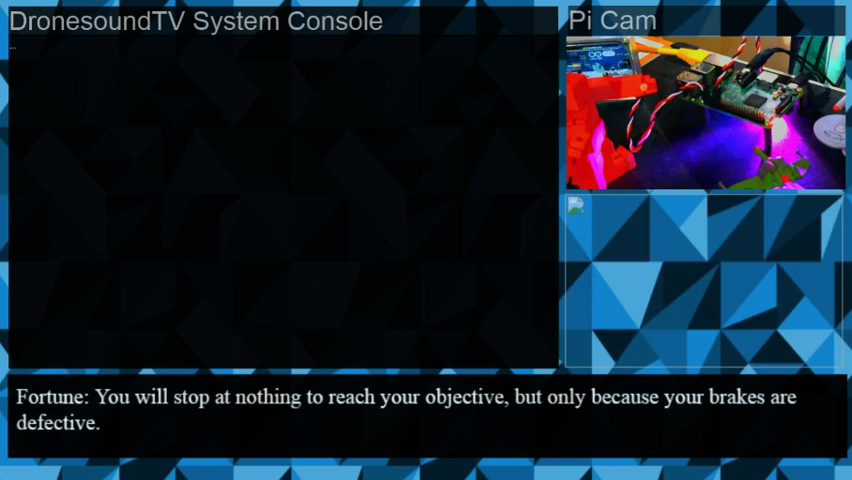 DronesoundTV System Console
Pi Cam
...
Fortune: You will stop at nothing to reach your objective, but only because your brakes are
defective.